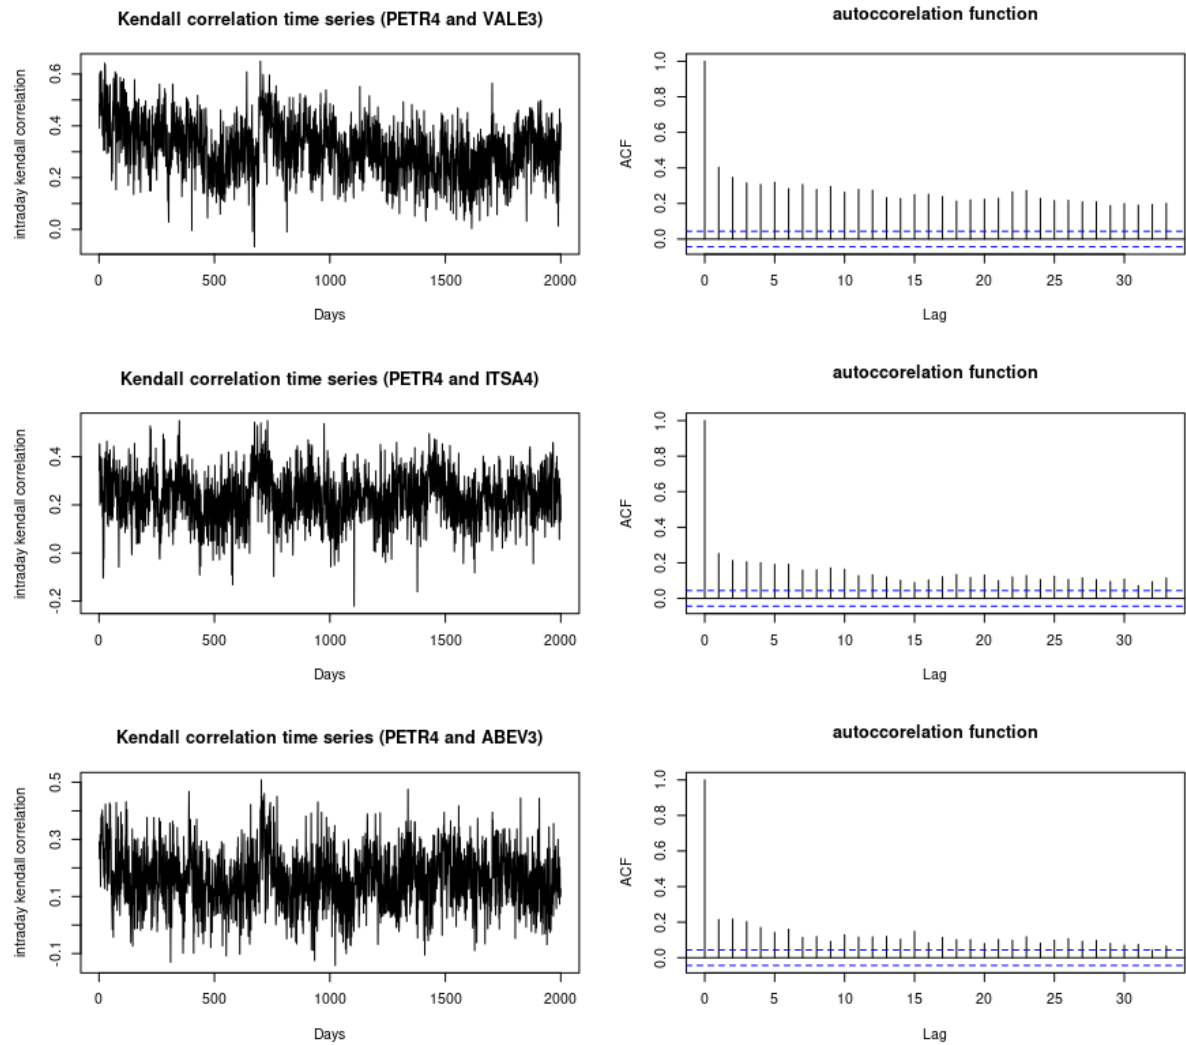 Kendall correlation time series (PETR4 and VALE3)
intraday kendall correlation
0.6
0.4
0.2
0.0
0 500 1000 1500 2000
Days
autoccorelation function
ACF
1.0
0.8
0.6
0.4
0.2
0.0
0 5 10 15 20 25 30
Lag
Kendall correlation time series (PETR4 and ITSA4)
intraday kendall correlation
0.4
0.2
0.0
-0.2
0 500 1000 1500 2000
Days
autoccorelation function
ACF
1.0
0.8
0.6
0.4
0.2
0.0
0 5 10 15 20 25 30
Lag
Kendall correlation time series (PETR4 and ABEV3)
intraday kendall correlation
0.5
0.3
0.1
-0.1
0 500 1000 1500 2000
Days
autoccorelation function
ACF
1.0
0.8
0.6
0.4
0.2
0.0
0 5 10 15 20 25 30
Lag